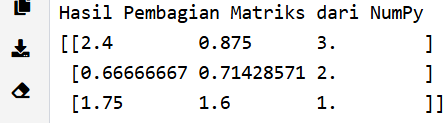 Hasil Pembagian Matriks dari NumPy
[[2.4        0.875      3.        ]
 [0.66666667 0.71428571 2.        ]
 [1.75       1.6        1.        ]]